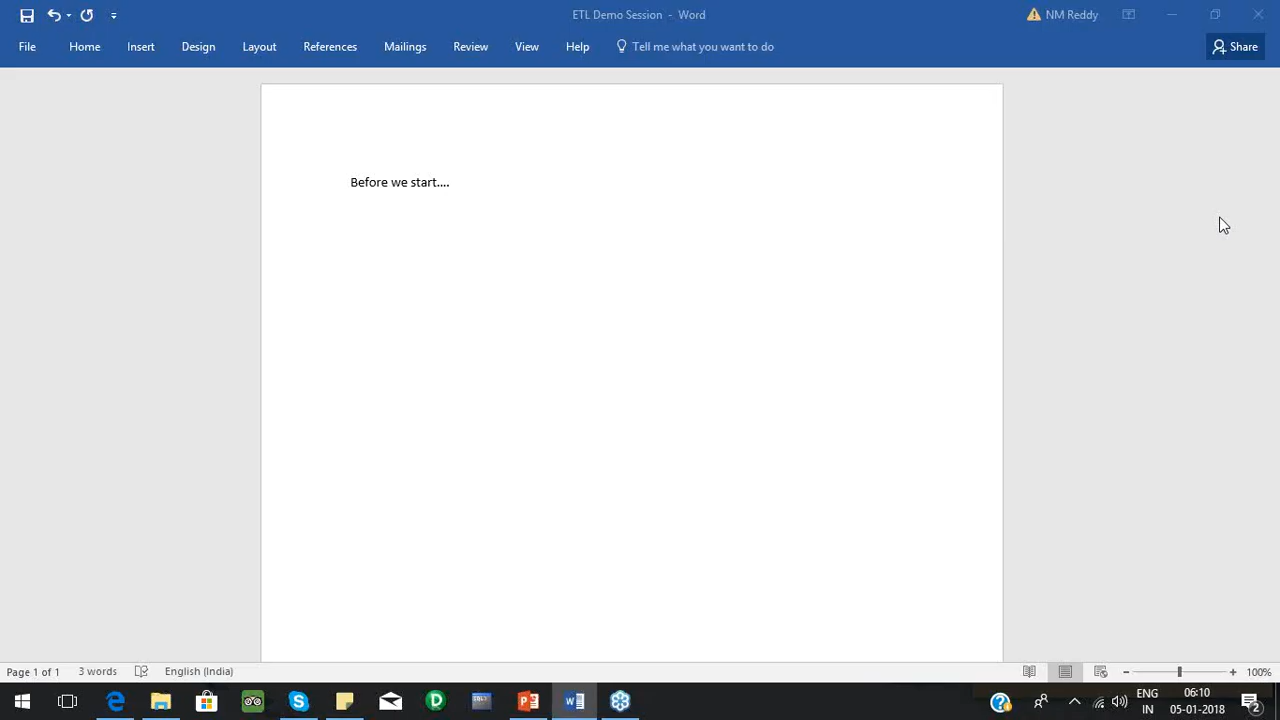 ETL Demo Session - Word
NM Reddy
File Home Insert Design Layout References Mailings Review View Help Tell me what you want to do Share
Before we start....
Page 1 of 1 3 words English (India) 100%
ENG 06:10
IN 05-01-2018 2